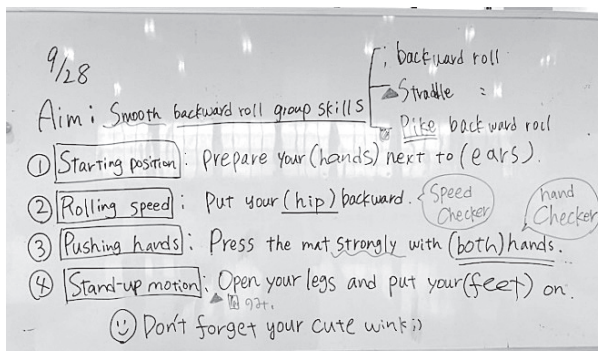 9/28
; backward roll
Straddle 〃
Aim: Smooth backward roll group skills
Pike backward roll
① Starting position: Prepare your (hands) next to (ears).
② Rolling speed: Put your (hip) backward. Speed Checker
hand Checker
③ Pushing hands: Press the mat strongly with (both) hands.
④ Stand-up motion: Open your legs and put your (feet) on.
Don't forget your cute wink ;)